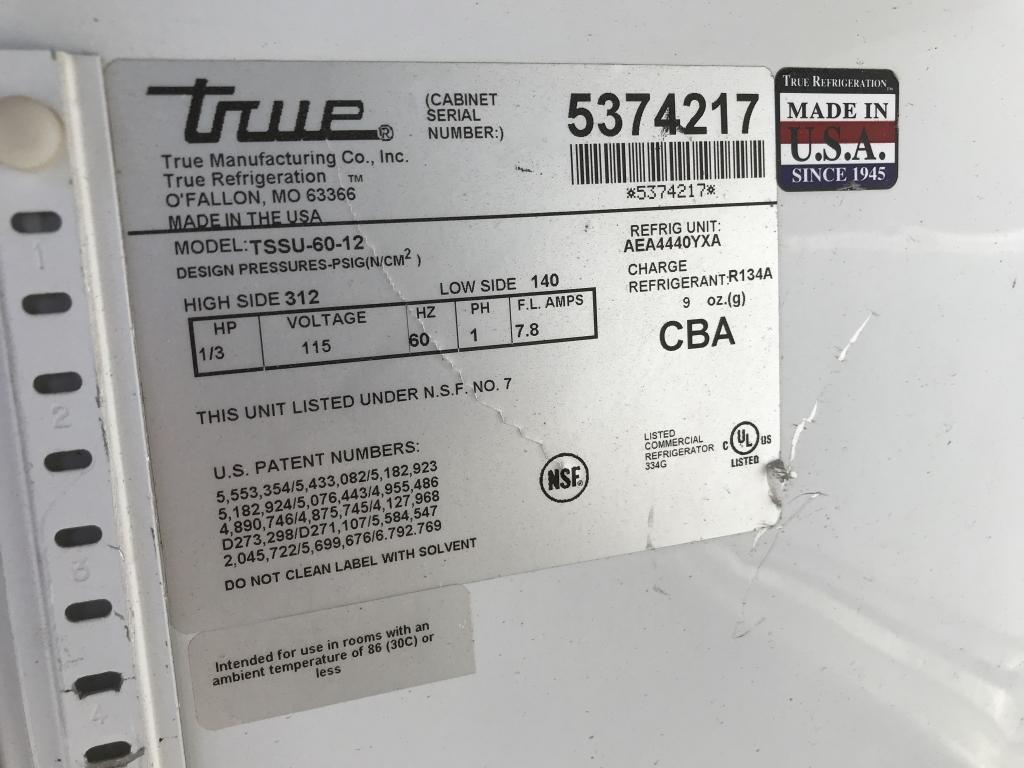 true®
(CABINET
SERIAL
NUMBER:)
5374217
*5374217*
True Manufacturing Co., Inc.
True Refrigeration TM
O'FALLON, MO 63366
MADE IN THE USA
TRUE REFRIGERATION TM
MADE IN
U.S.A.
SINCE 1945
MODEL:TSSU-60-12
DESIGN PRESSURES-PSIG(N/CM2)
HIGH SIDE 312 LOW SIDE 140
REFRIG UNIT:
AEA4440YXA
CHARGE
REFRIGERANT:R134A
9 oz.(g)
CBA
HP VOLTAGE HZ PH F.L. AMPS
1/3 115 60 1 7.8
THIS UNIT LISTED UNDER N.S.F. NO. 7
U.S. PATENT NUMBERS:
5,553,354/5,433,082/5,182,923
5,182,924/5,076,443/4,955,486
4,890,746/4,875,745/4,127,968
D273,298/D271,107/5,584,547
2,045,722/5,699,676/6.792.769
DO NOT CLEAN LABEL WITH SOLVENT
NSF®
LISTED
COMMERCIAL
REFRIGERATOR
334G
C UL US
LISTED
Intended for use in rooms with an
ambient temperature of 86 (30C) or
less
1
2
3
4